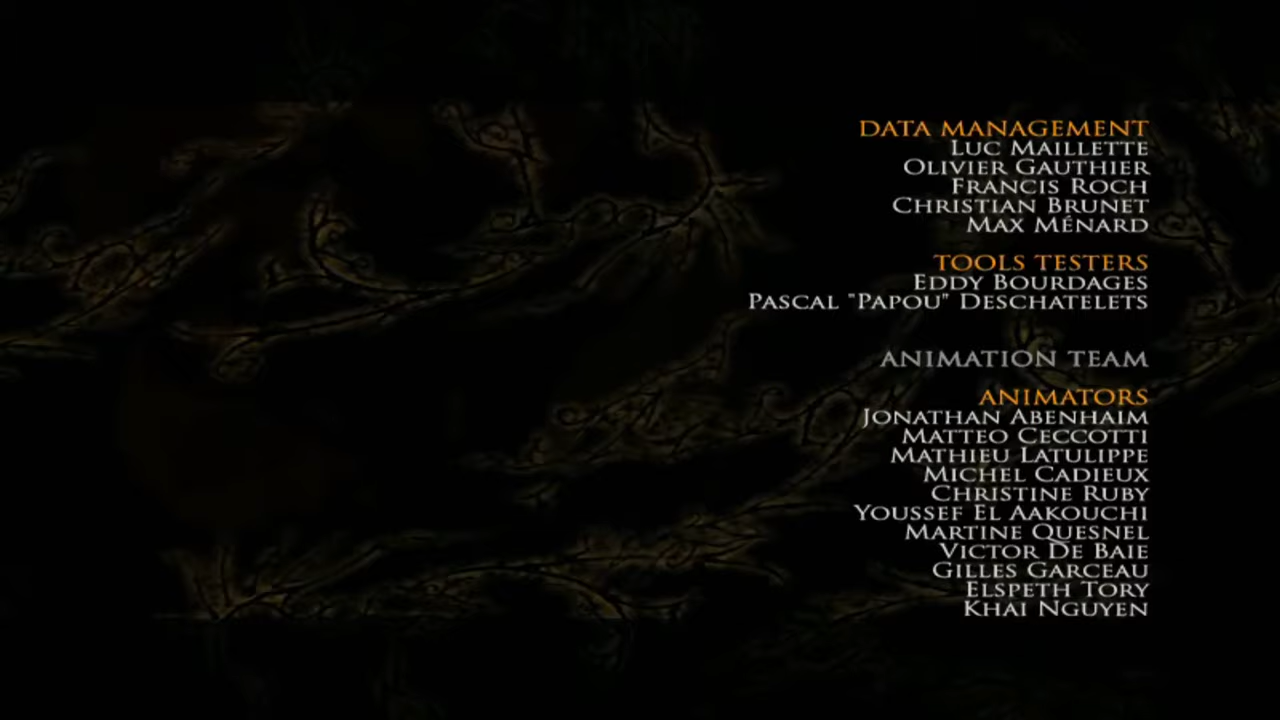 DATA MANAGEMENT
LUC MAILLETTE
OLIVIER GAUTHIER
FRANCIS ROCH
CHRISTIAN BRUNET
MAX MÉNARD
TOOLS TESTERS
EDDY BOURDAGES
PASCAL "PAPOU" DESCHATELETS
ANIMATION TEAM
ANIMATORS
JONATHAN ABENHAIM
MATTEO CECCOTTI
MATHIEU LATULIPPE
MICHEL CADIEUX
CHRISTINE RUBY
YOUSSEF EL AAKOUCHI
MARTINE QUESNEL
VICTOR DE BAIE
GILLES GARCEAU
ELSPETH TORY
KHAI NGUYEN